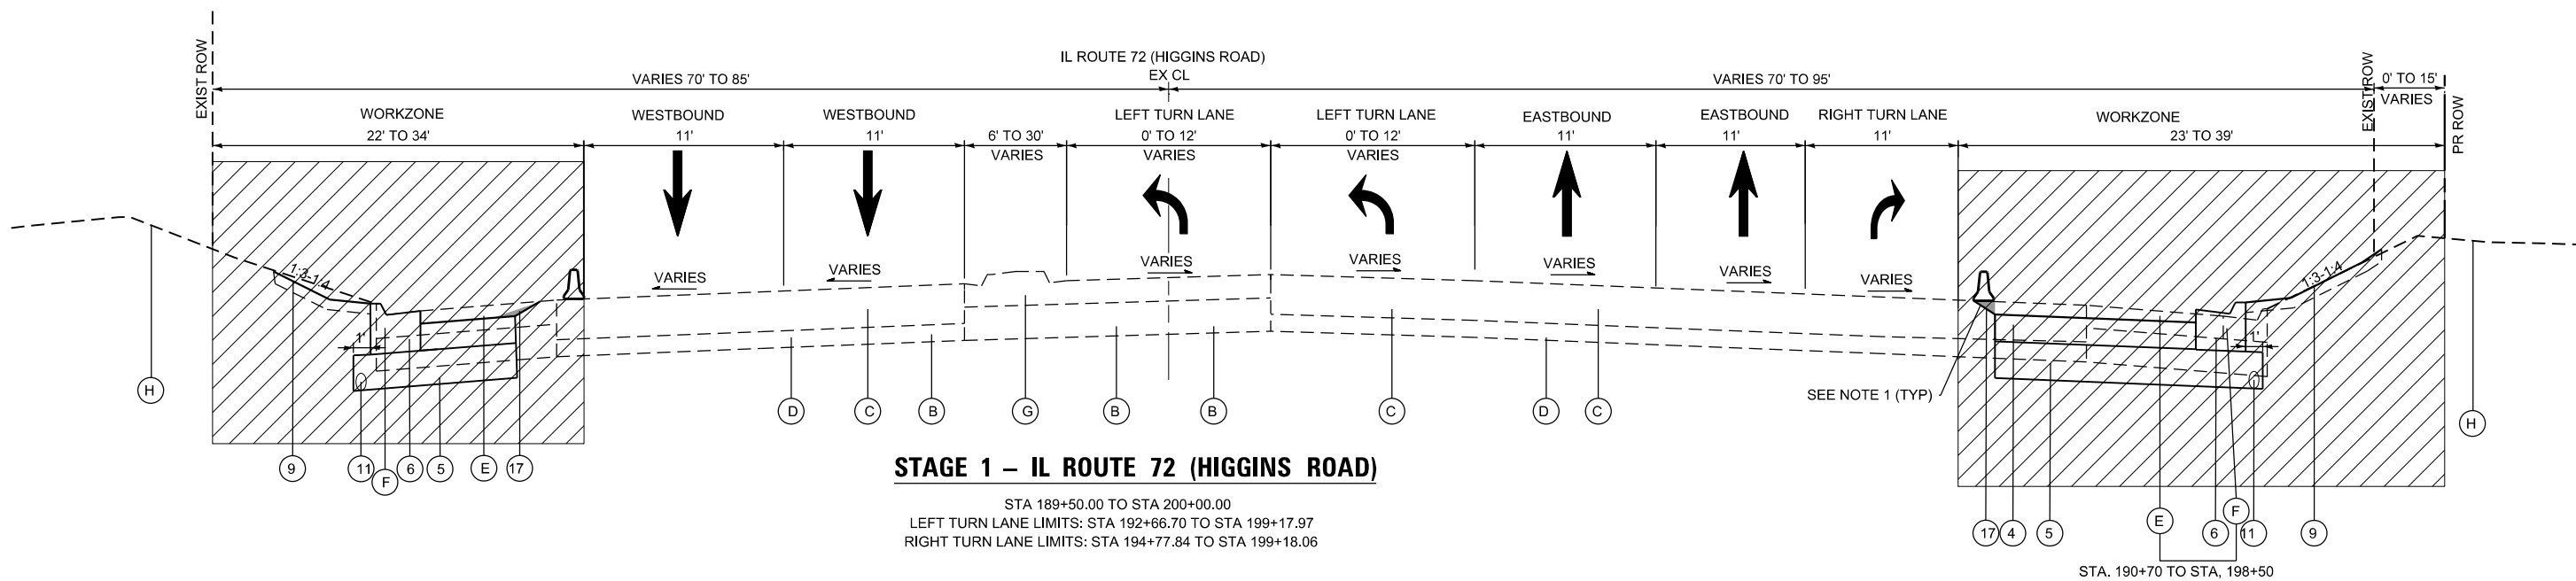 IL ROUTE 72 (HIGGINS ROAD)
EX CL
EXIST ROW
VARIES 70' TO 85'
VARIES 70' TO 95'
EXIST ROW
0' TO 15'
VARIES
PR ROW
WORKZONE
22' TO 34'
WESTBOUND
11'
WESTBOUND
11'
6' TO 30'
VARIES
LEFT TURN LANE
0' TO 12'
VARIES
LEFT TURN LANE
0' TO 12'
VARIES
EASTBOUND
11'
EASTBOUND
11'
RIGHT TURN LANE
11'
WORKZONE
23' TO 39'
VARIES
VARIES
VARIES
VARIES
VARIES
VARIES
VARIES
1:3-1:4
1:3-1:4
1'
1'
SEE NOTE 1 (TYP)
H
D
C
B
G
B
B
C
D
C
H
9
11
F
6
5
E
17
17
4
5
E
6
F
11
9
STA. 190+70 TO STA, 198+50
STAGE 1 – IL ROUTE 72 (HIGGINS ROAD)
STA 189+50.00 TO STA 200+00.00
LEFT TURN LANE LIMITS: STA 192+66.70 TO STA 199+17.97
RIGHT TURN LANE LIMITS: STA 194+77.84 TO STA 199+18.06